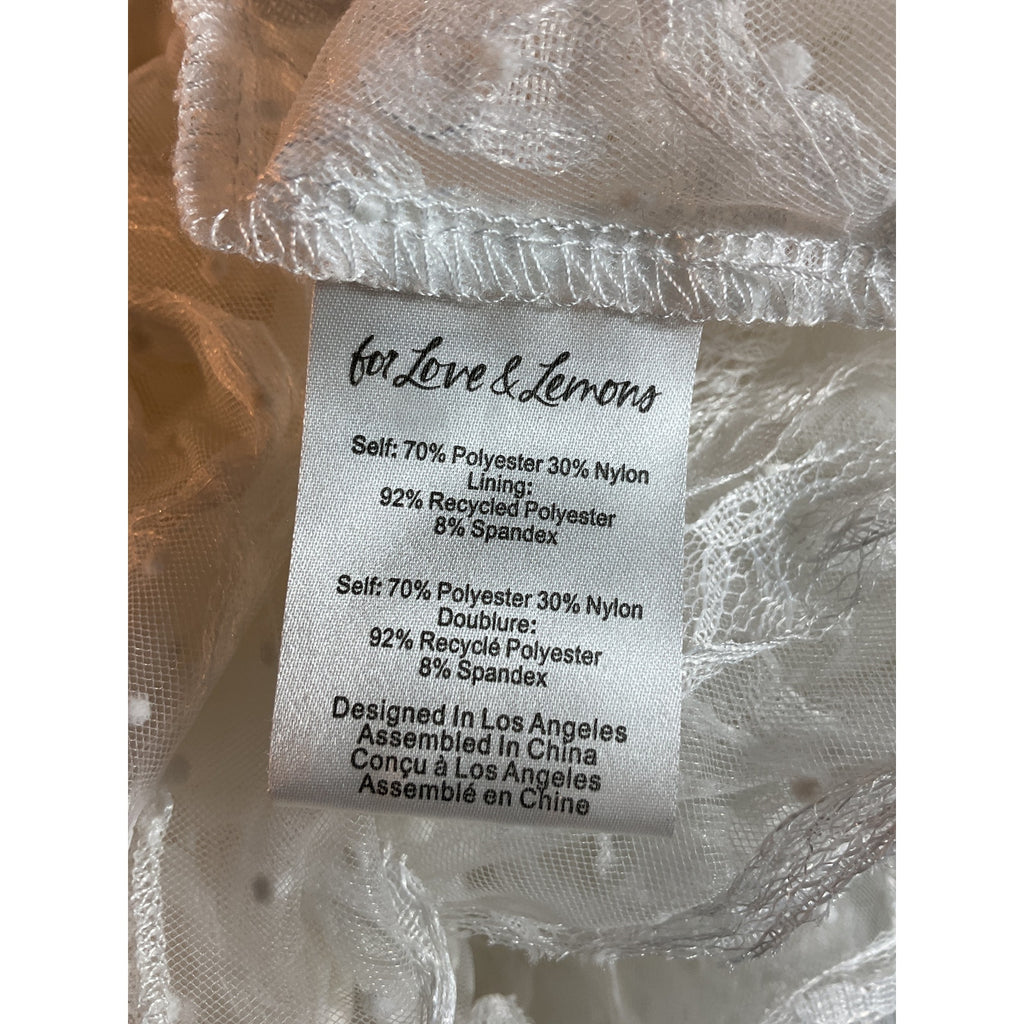 for Love & Lemons
Self: 70% Polyester 30% Nylon
Lining:
92% Recycled Polyester
8% Spandex
Self: 70% Polyester 30% Nylon
Doublure:
92% Recyclé Polyester
8% Spandex
Designed In Los Angeles
Assembled In China
Conçu à Los Angeles
Assemblé en Chine